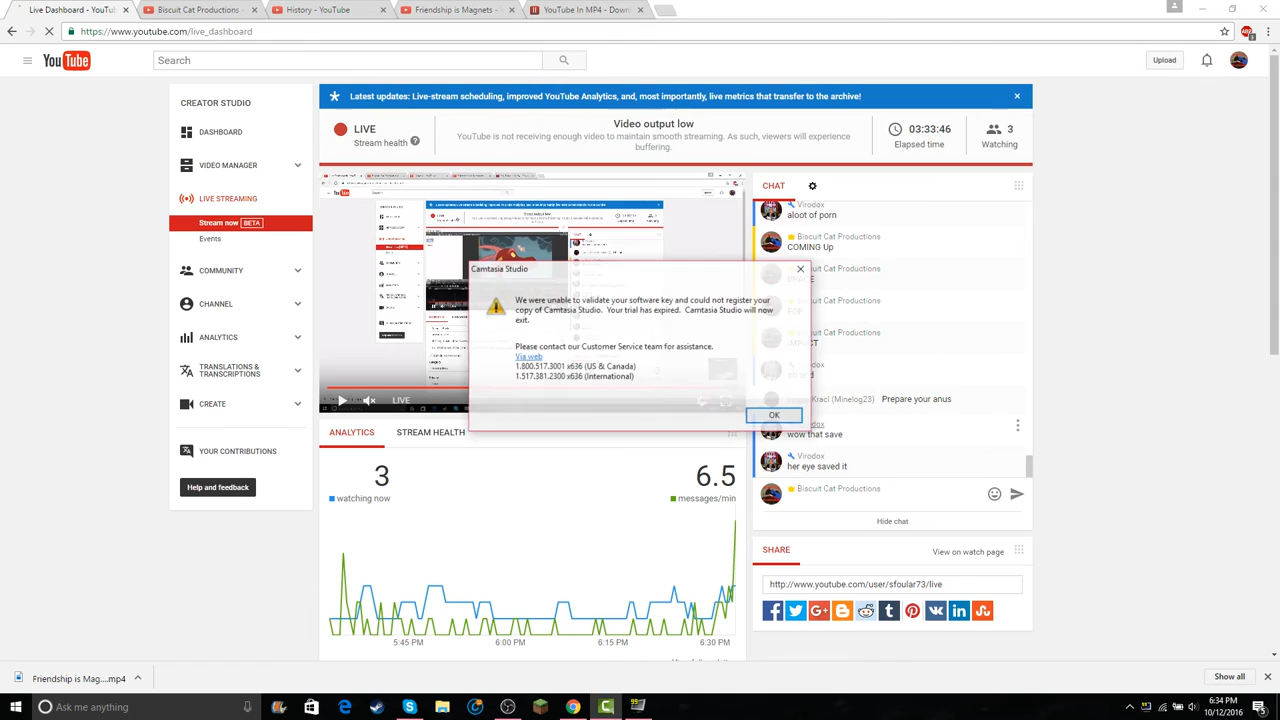 Live Dashboard - YouTu
Biscuit Cat Productions -
History - YouTube
Friendship is Magnets -
YouTube In MP4 - Down
https://www.youtube.com/live_dashboard
YouTube
Search
Upload
CREATOR STUDIO
DASHBOARD
VIDEO MANAGER
LIVE STREAMING
Stream now BETA
Events
COMMUNITY
CHANNEL
ANALYTICS
TRANSLATIONS &
TRANSCRIPTIONS
CREATE
YOUR CONTRIBUTIONS
Help and feedback
Latest updates: Live-stream scheduling, improved YouTube Analytics, and, most importantly, live metrics that transfer to the archive!
LIVE
Stream health
Video output low
YouTube is not receiving enough video to maintain smooth streaming. As such, viewers will experience
buffering.
03:33:46
Elapsed time
3
Watching
Camtasia Studio
We were unable to validate your software key and could not register your
copy of Camtasia Studio. Your trial has expired. Camtasia Studio will now
exit.
Please contact our Customer Service team for assistance.
Via web
1.800.517.3001 x636 (US & Canada)
1.517.381.2300 x636 (International)
OK
LIVE
ANALYTICS
STREAM HEALTH
3
watching now
6.5
messages/min
5:45 PM
6:00 PM
6:15 PM
6:30 PM
CHAT
Virodox
aloot of porn
Biscuit Cat Productions
COMING Up
Biscuit Cat Productions
Biscuit Cat Productions
Biscuit Cat Productions
Virodox
Kracl (Minelog23) Prepare your anus
wow that save
Virodox
her eye saved it
Biscuit Cat Productions
Hide chat
SHARE
View on watch page
http://www.youtube.com/user/sfoular73/live
Friendship is Mag....mp4
Show all
Ask me anything
6:34 PM
10/12/2016